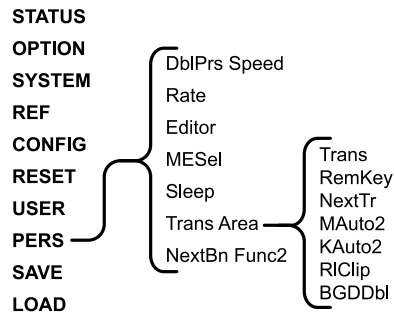 STATUS
OPTION
SYSTEM
REF
CONFIG
RESET
USER
PERS
SAVE
LOAD
DblPrs Speed
Rate
Editor
MESel
Sleep
Trans Area
NextBn Func2
Trans
RemKey
NextTr
MAuto2
KAuto2
RlClip
BGDDbl